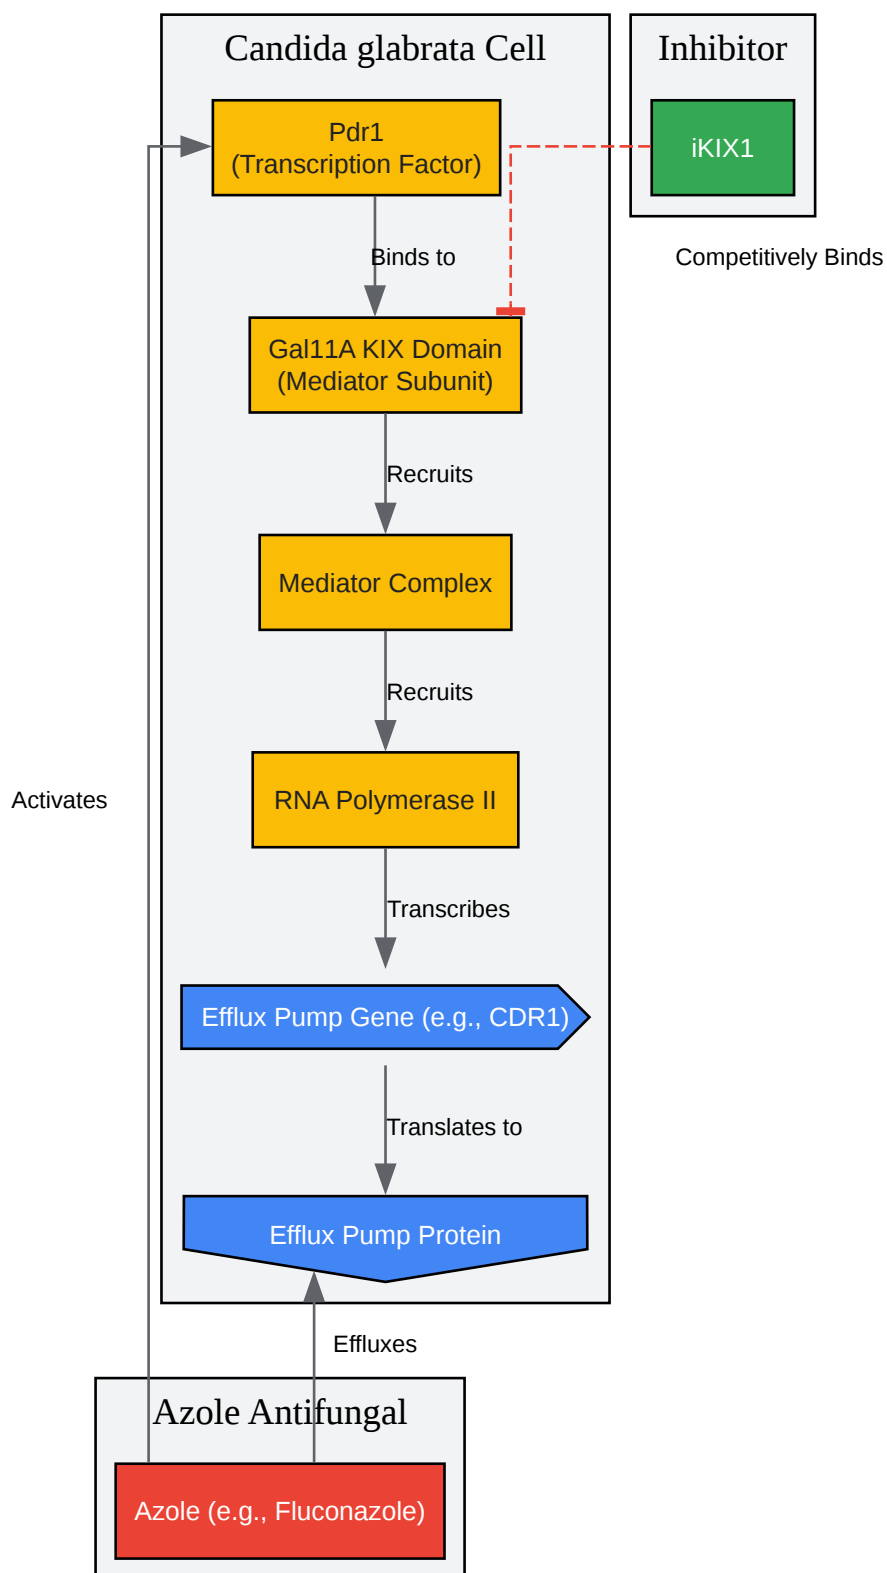 Candida glabrata Cell
Inhibitor
Pdr1
(Transcription Factor)
iKIX1
Binds to
Competitively Binds
Gal11A KIX Domain
(Mediator Subunit)
Recruits
Mediator Complex
Recruits
RNA Polymerase II
Activates
Transcribes
Efflux Pump Gene (e.g., CDR1)
Translates to
Efflux Pump Protein
Effluxes
Azole Antifungal
Azole (e.g., Fluconazole)